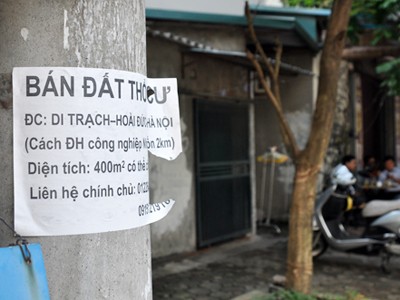 BÁN ĐẤT THỔ CƯ
ĐC: DI TRẠCH–HOÀI ĐỨC HÀ NỘI
(Cách ĐH công nghiệp 2km)
Diện tích: 400m² có thể
Liên hệ chính chủ: